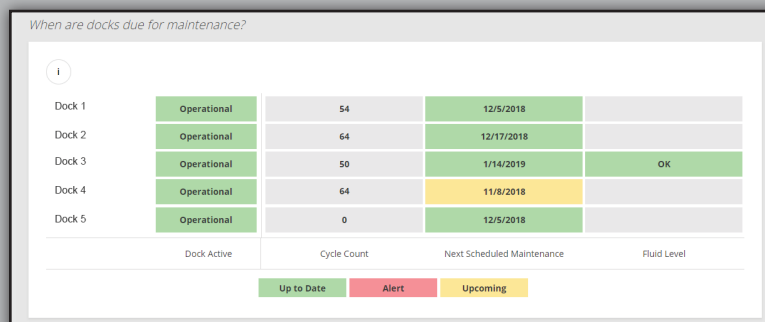 When are docks due for maintenance?
i
Dock 1 Operational 54 12/5/2018
Dock 2 Operational 64 12/17/2018
Dock 3 Operational 50 1/14/2019 OK
Dock 4 Operational 64 11/8/2018
Dock 5 Operational 0 12/5/2018
Dock Active Cycle Count Next Scheduled Maintenance Fluid Level
Up to Date Alert Upcoming